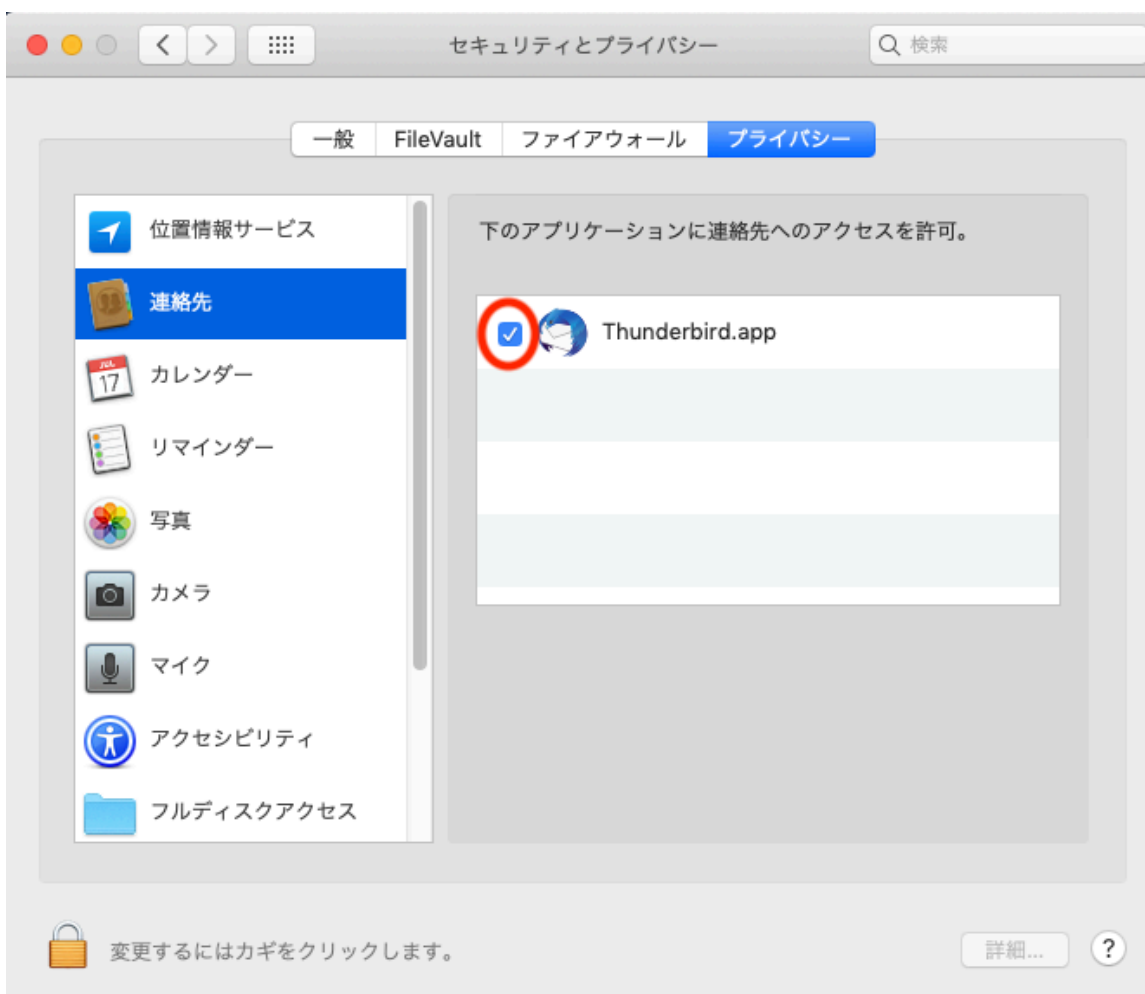 セキュリティとプライバシー
検索
一般
FileVault
ファイアウォール
プライバシー
位置情報サービス
連絡先
JUL
17
カレンダー
リマインダー
写真
カメラ
マイク
アクセシビリティ
フルディスクアクセス
下のアプリケーションに連絡先へのアクセスを許可。
Thunderbird.app
変更するにはカギをクリックします。
詳細...
?